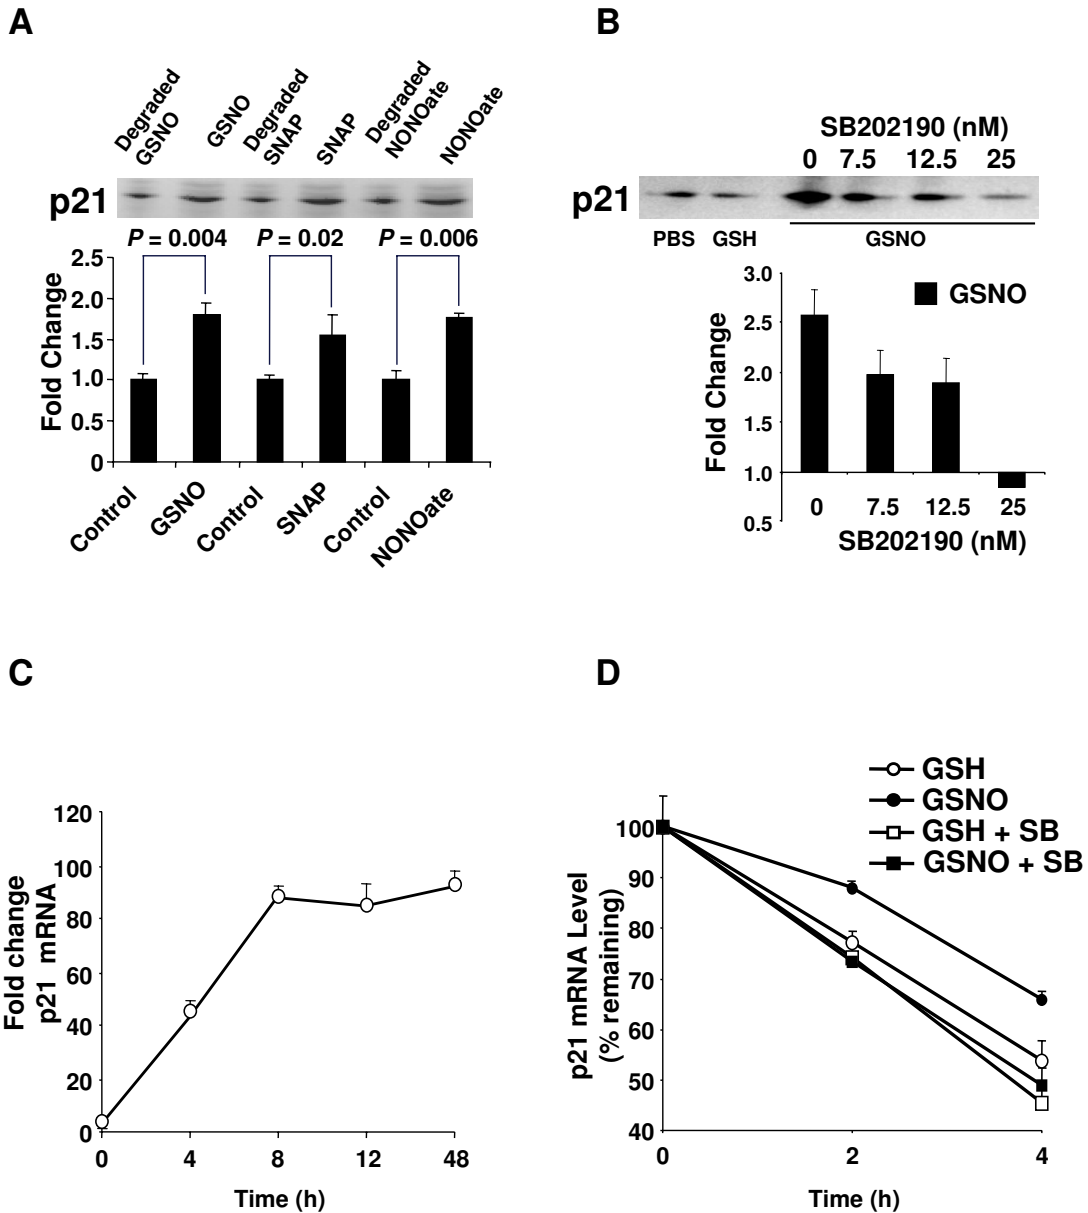 A
Degraded
GSNO
GSNO
Degraded
SNAP
SNAP
Degraded
NONOate
NONOate
p21
P = 0.004 P = 0.02 P = 0.006
Fold Change
2.5
2.0
1.5
1.0
0.5
0
Control
GSNO
Control
SNAP
Control
NONOate
B
SB202190 (nM)
0 7.5 12.5 25
p21
PBS GSH GSNO
Fold Change
3.0
2.5
2.0
1.5
1.0
0.5
GSNO
0 7.5 12.5 25
SB202190 (nM)
C
Fold change
p21 mRNA
120
100
80
60
40
20
0
0 4 8 12 48
Time (h)
D
GSH
GSNO
GSH + SB
GSNO + SB
p21 mRNA Level
(% remaining)
100
90
80
70
60
50
40
0 2 4
Time (h)